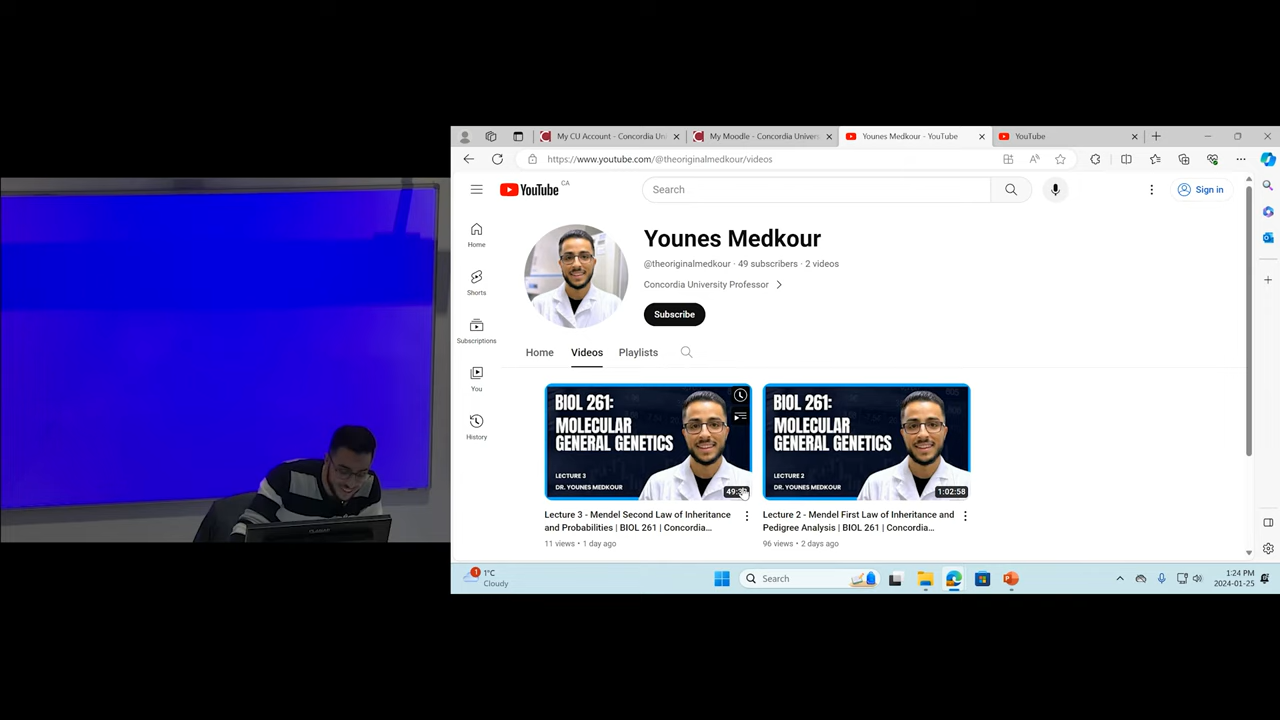 My CU Account - Concordia Un
My Moodle - Concordia Univer
Younes Medkour - YouTube
YouTube
https://www.youtube.com/@theoriginalmedkour/videos
YouTube CA
Search
Sign in
Home
Shorts
Subscriptions
You
History
Younes Medkour
@theoriginalmedkour · 49 subscribers · 2 videos
Concordia University Professor
Subscribe
Home Videos Playlists
BIOL 261:
MOLECULAR
GENERAL GENETICS
LECTURE 3
DR. YOUNES MEDKOUR
Lecture 3 - Mendel Second Law of Inheritance
and Probabilities | BIOL 261 | Concordia...
11 views • 1 day ago
BIOL 261:
MOLECULAR
GENERAL GENETICS
LECTURE 2
DR. YOUNES MEDKOUR
1:02:58
Lecture 2 - Mendel First Law of Inheritance and
Pedigree Analysis | BIOL 261 | Concordia...
96 views • 2 days ago
1
1°C
Cloudy
Search
1:24 PM
2024-01-25